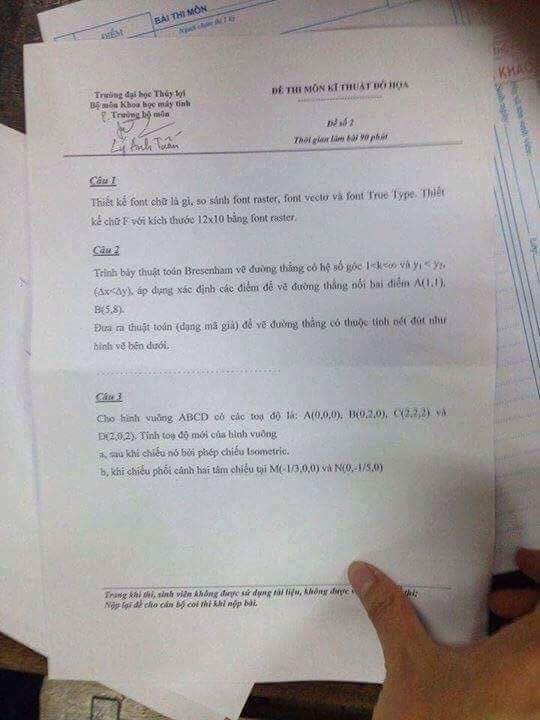 ĐIỂM
BÀI THI MÔN
Trường đại học Thủy lợi
Bộ môn Khoa học máy tính
P. Trưởng bộ môn
Lý Anh Tuấn
ĐỀ THI MÔN KĨ THUẬT ĐỒ HỌA
Đề số 2
Thời gian làm bài 90 phút
Câu 1
Thiết kế font chữ là gì, so sánh font raster, font vectơ và font True Type. Thiết
kế chữ F với kích thước 12x10 bằng font raster.
Câu 2
Trình bày thuật toán Bresenham vẽ đường thẳng có hệ số góc 1<k<∞ và y₁ < y₂,
(Δx<Δy), áp dụng xác định các điểm để vẽ đường thẳng nối hai điểm A(1,1),
B(5,8).
Đưa ra thuật toán (dạng mã giả) để vẽ đường thẳng có thuộc tính nét đứt như
hình vẽ bên dưới.
Câu 3
Cho hình vuông ABCD có các toạ độ là: A(0,0,0), B(0,2,0), C(2,2,2) và
D(2,0,2). Tính toạ độ mới của hình vuông
a, sau khi chiếu nó bởi phép chiếu Isometric.
b, khi chiếu phối cảnh hai tâm chiếu tại M(-1/3,0,0) và N(0,-1/5,0)
Trong khi thi, sinh viên không được sử dụng tài liệu, không được thi;
Nộp lại đề cho cán bộ coi thi khi nộp bài.